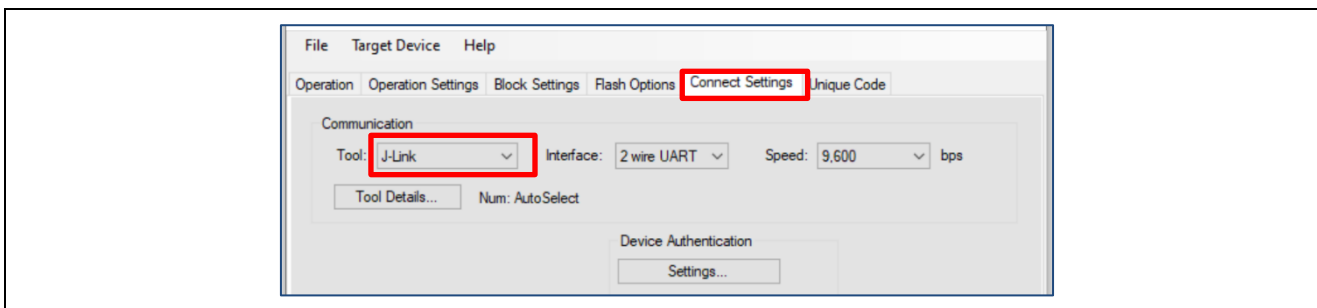 File Target Device Help
Operation Operation Settings Block Settings Flash Options Connect Settings Unique Code
Communication
Tool: J-Link Interface: 2 wire UART Speed: 9,600 bps
Tool Details... Num: AutoSelect
Device Authentication
Settings...